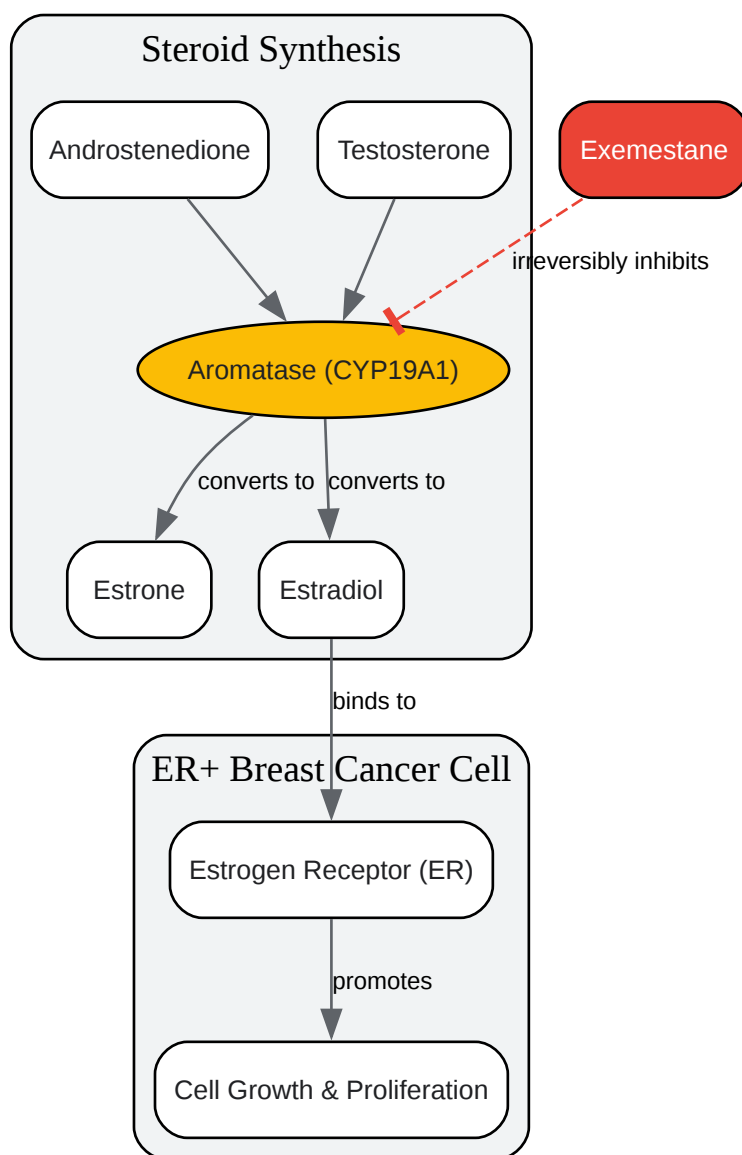 Steroid Synthesis
Androstenedione
Testosterone
Exemestane
irreversibly inhibits
Aromatase (CYP19A1)
converts to
converts to
Estrone
Estradiol
binds to
ER+ Breast Cancer Cell
Estrogen Receptor (ER)
promotes
Cell Growth & Proliferation